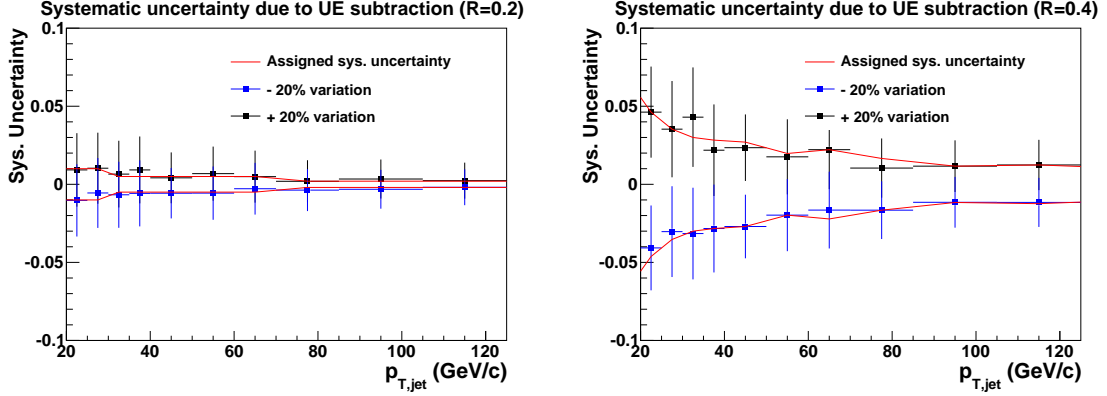 Systematic uncertainty due to UE subtraction (R=0.2)
Sys. Uncertainty
0.1
0.05
0
-0.05
-0.1
Assigned sys. uncertainty
- 20% variation
+ 20% variation
20 40 60 80 100 120
p_T,jet (GeV/c)
Systematic uncertainty due to UE subtraction (R=0.4)
Sys. Uncertainty
0.1
0.05
0
-0.05
-0.1
Assigned sys. uncertainty
- 20% variation
+ 20% variation
20 40 60 80 100 120
p_T,jet (GeV/c)